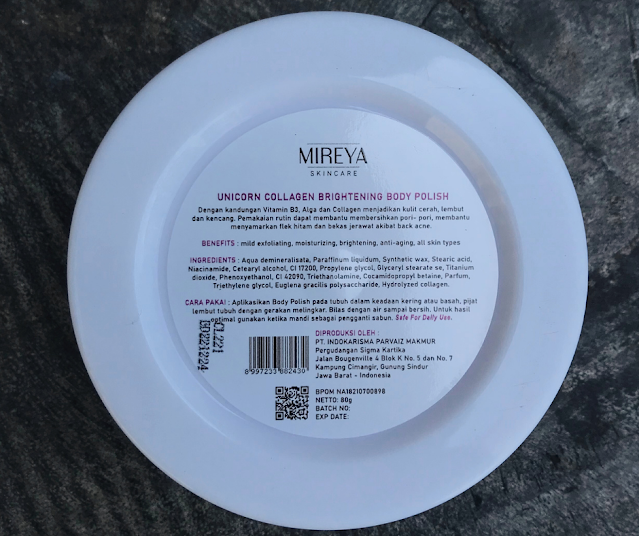 MIREYA
SKINCARE
UNICORN COLLAGEN BRIGHTENING BODY POLISH
Dengan kandungan Vitamin B3, Alga dan Collagen menjadikan kulit cerah, lembut
dan kencang. Pemakaian rutin dapat membantu membersihkan pori- pori, membantu
menyamarkan flek hitam dan bekas jerawat akibat back acne.
BENEFITS : mild exfoliating, moisturizing, brightening, anti-aging, all skin types
INGREDIENTS : Aqua demineralisata, Paraffinum liquidum, Synthetic wax, Stearic acid,
Niacinamide, Cetearyl alcohol, CI 17200, Propylene glycol, Glyceryl stearate se, Titanium
dioxide, Phenoxyethanol, CI 42090, Triethanolamine, Cocamidopropyl betaine, Parfum,
Triethylene glycol, Euglena gracilis polysaccharide, Hydrolyzed collagen.
CARA PAKAI : Aplikasikan Body Polish pada tubuh dalam keadaan kering atau basah, pijat
lembut tubuh dengan gerakan melingkar. Bilas dengan air sampai bersih. Untuk hasil
optimal gunakan ketika mandi sebagai pengganti sabun. Safe For Daily Use.
DIPRODUKSI OLEH :
PT. INDOKARISMA PARVAIZ MAKMUR
Pergudangan Sigma Kartika
Jalan Bougenville 4 Blok K No. 5 dan No. 7
Kampung Cimangir, Gunung Sindur
Jawa Barat - Indonesia
8 997233 882430
BPOM NA18210700898
NETTO: 80g
BATCH NO:
EXP DATE: